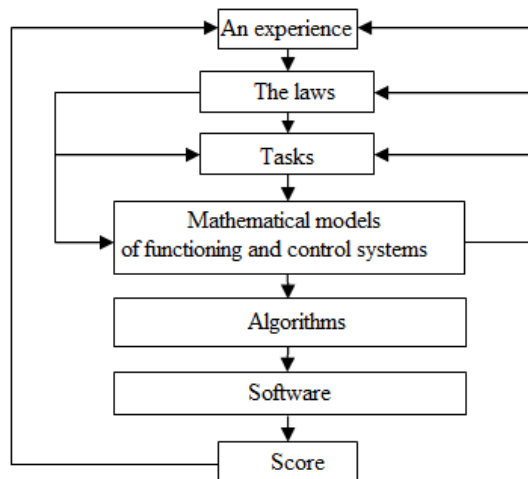 An experience
The laws
Tasks
Mathematical models
of functioning and control systems
Algorithms
Software
Score